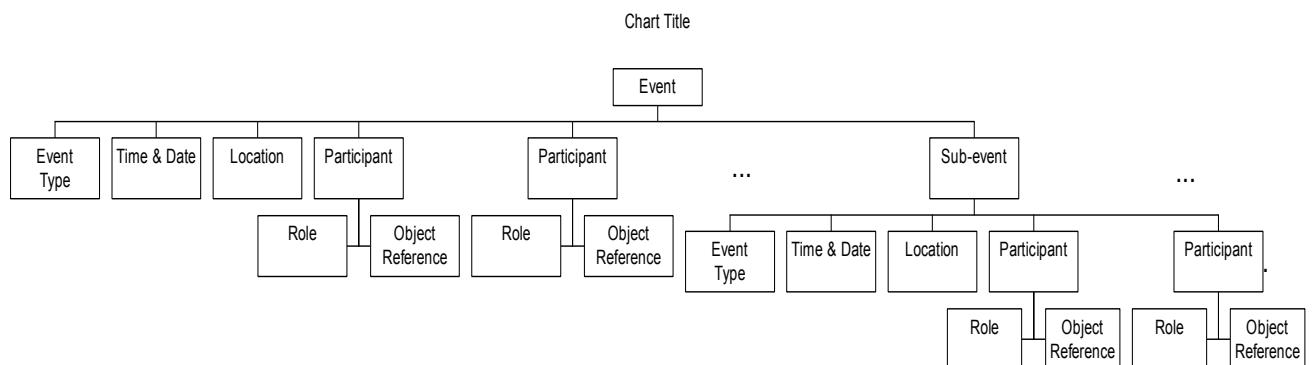 Chart Title
Event
Event
Type
Time & Date
Location
Participant
Participant
...
Sub-event
...
Role
Object
Reference
Role
Object
Reference
Event
Type
Time & Date
Location
Participant
Participant
.
Role
Object
Reference
Role
Object
Reference